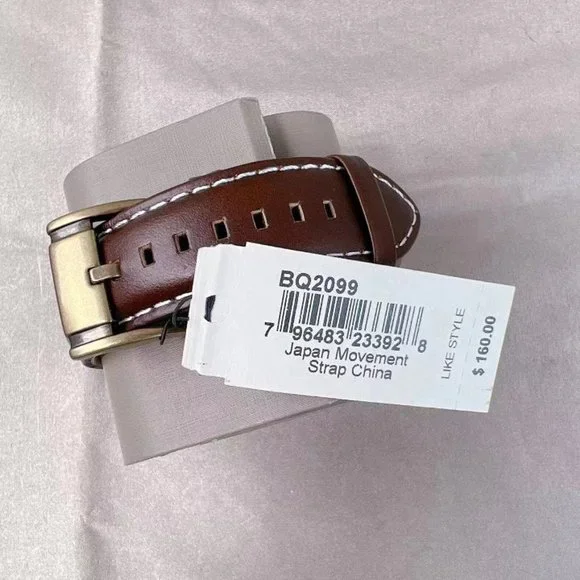 BQ2099
7 96483 23392 8
Japan Movement
Strap China
LIKE STYLE
$ 160.00